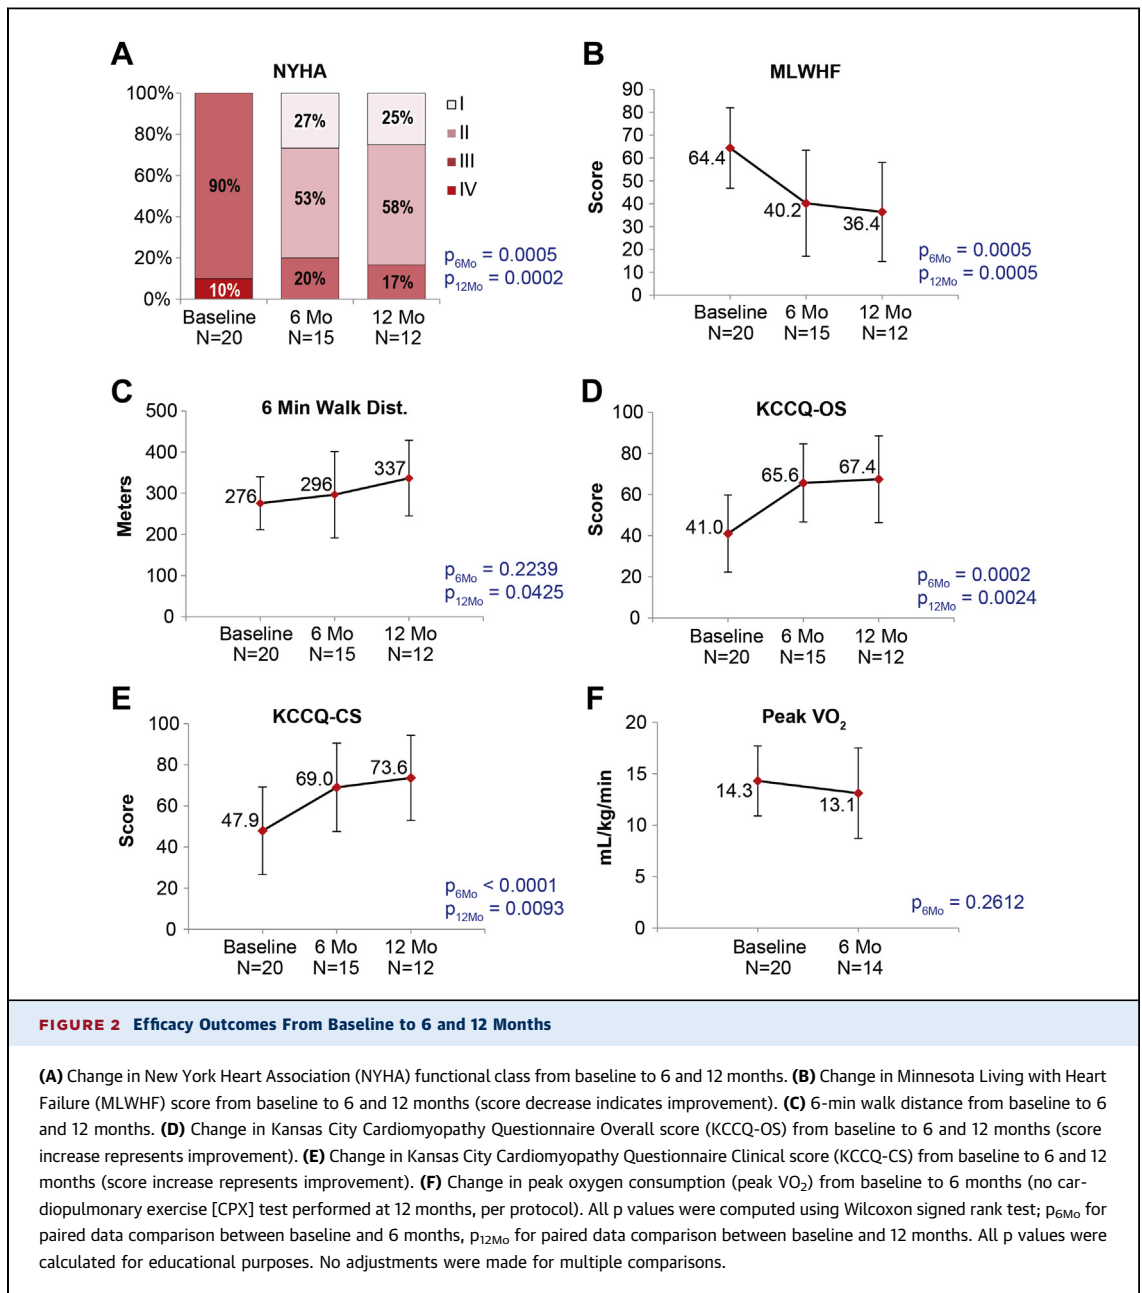 A
NYHA
100%
80%
60%
40%
20%
0%
90%
10%
27%
53%
20%
25%
58%
17%
I
II
III
IV
p6Mo = 0.0005
p12Mo = 0.0002
Baseline 6 Mo 12 Mo
N=20 N=15 N=12
B
MLWHF
Score
90
80
70
60
50
40
30
20
10
0
64.4
40.2
36.4
p6Mo = 0.0005
p12Mo = 0.0005
Baseline 6 Mo 12 Mo
N=20 N=15 N=12
C
6 Min Walk Dist.
Meters
500
400
300
200
100
0
276
296
337
p6Mo = 0.2239
p12Mo = 0.0425
Baseline 6 Mo 12 Mo
N=20 N=15 N=12
D
KCCQ-OS
Score
100
80
60
40
20
0
41.0
65.6
67.4
p6Mo = 0.0002
p12Mo = 0.0024
Baseline 6 Mo 12 Mo
N=20 N=15 N=12
E
KCCQ-CS
Score
100
80
60
40
20
0
47.9
69.0
73.6
p6Mo < 0.0001
p12Mo = 0.0093
Baseline 6 Mo 12 Mo
N=20 N=15 N=12
F
Peak VO2
mL/kg/min
20
15
10
5
0
14.3
13.1
p6Mo = 0.2612
Baseline 6 Mo
N=20 N=14
FIGURE 2 Efficacy Outcomes From Baseline to 6 and 12 Months
(A) Change in New York Heart Association (NYHA) functional class from baseline to 6 and 12 months. (B) Change in Minnesota Living with Heart
Failure (MLWHF) score from baseline to 6 and 12 months (score decrease indicates improvement). (C) 6-min walk distance from baseline to 6
and 12 months. (D) Change in Kansas City Cardiomyopathy Questionnaire Overall score (KCCQ-OS) from baseline to 6 and 12 months (score
increase represents improvement). (E) Change in Kansas City Cardiomyopathy Questionnaire Clinical score (KCCQ-CS) from baseline to 6 and 12
months (score increase represents improvement). (F) Change in peak oxygen consumption (peak VO2) from baseline to 6 months (no car-
diopulmonary exercise [CPX] test performed at 12 months, per protocol). All p values were computed using Wilcoxon signed rank test; p6Mo for
paired data comparison between baseline and 6 months, p12Mo for paired data comparison between baseline and 12 months. All p values were
calculated for educational purposes. No adjustments were made for multiple comparisons.